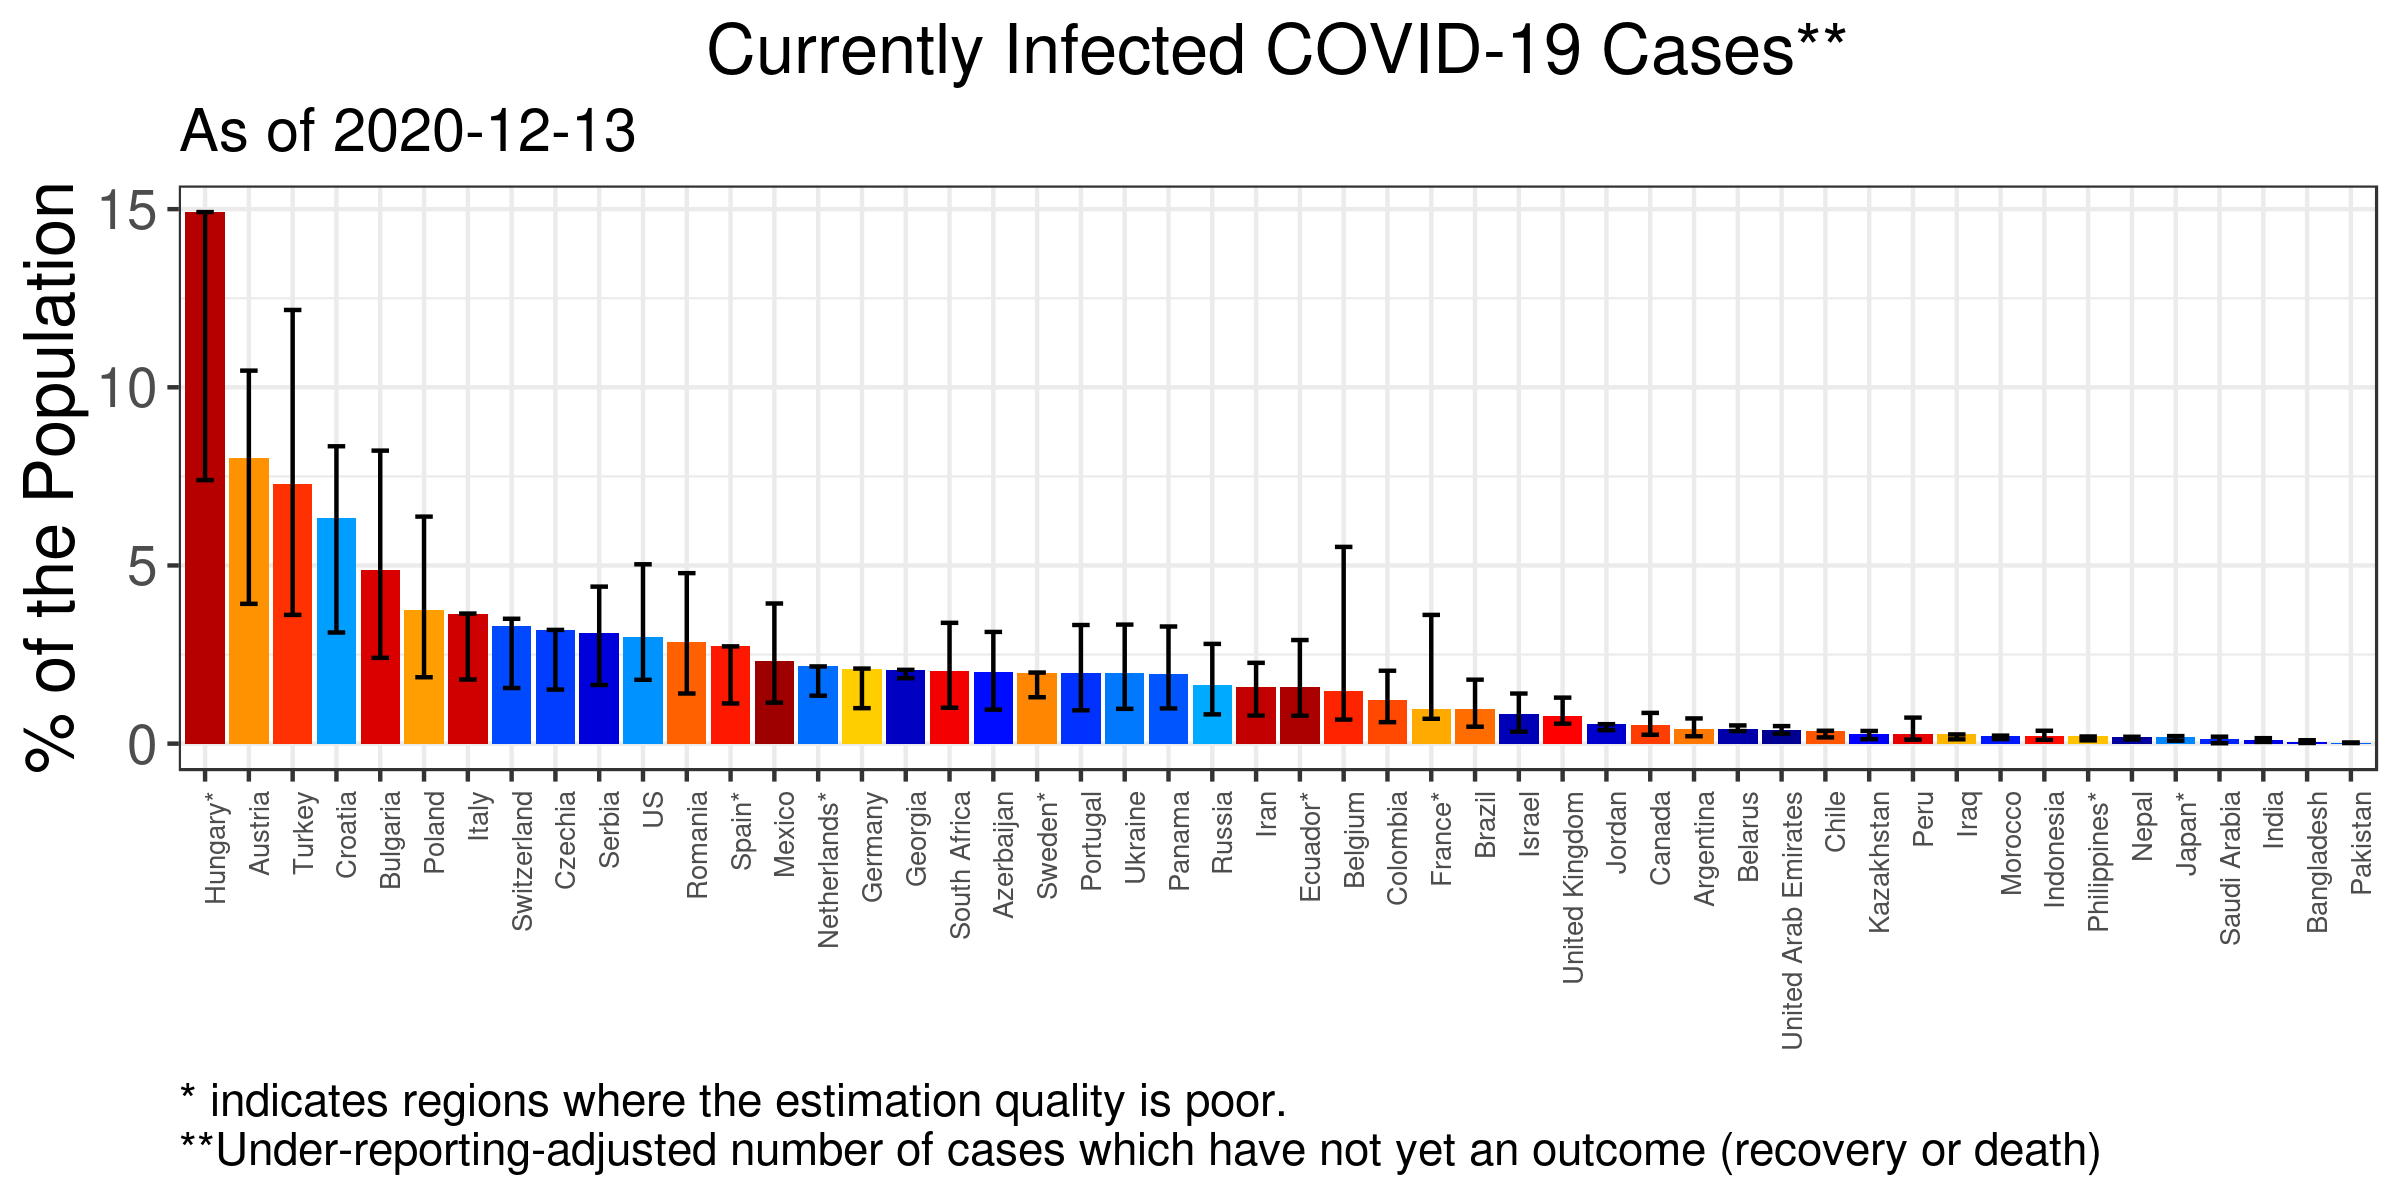 Currently Infected COVID-19 Cases**
As of 2020-12-13
% of the Population
15
10
5
0
Hungary*
Austria
Turkey
Croatia
Bulgaria
Poland
Italy
Switzerland
Czechia
Serbia
US
Romania
Spain*
Mexico
Netherlands*
Germany
Georgia
South Africa
Azerbaijan
Sweden*
Portugal
Ukraine
Panama
Russia
Iran
Ecuador*
Belgium
Colombia
France*
Brazil
Israel
United Kingdom
Jordan
Canada
Argentina
Belarus
United Arab Emirates
Chile
Kazakhstan
Peru
Iraq
Morocco
Indonesia
Philippines*
Nepal
Japan*
Saudi Arabia
India
Bangladesh
Pakistan
* indicates regions where the estimation quality is poor.
**Under-reporting-adjusted number of cases which have not yet an outcome (recovery or death)